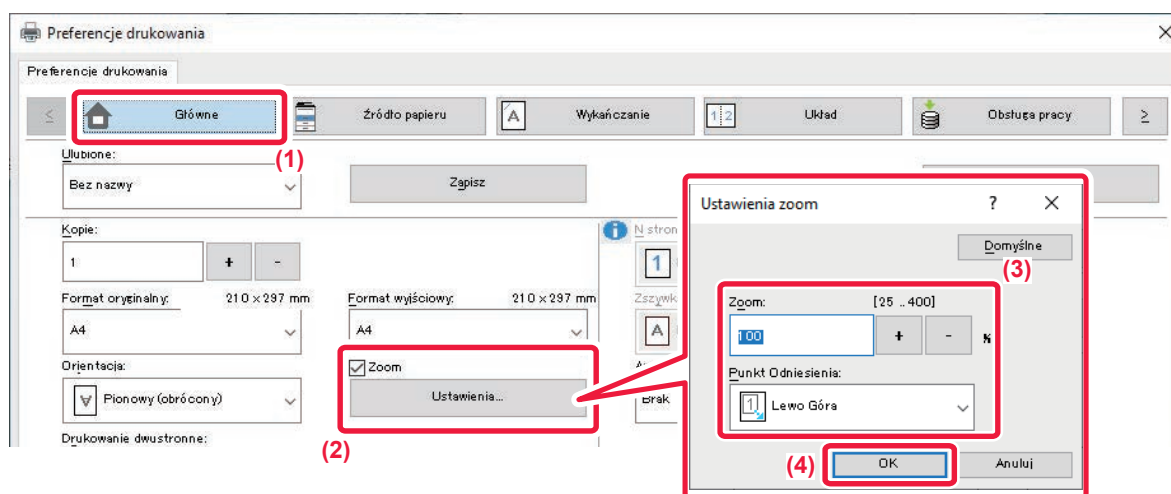 Preferencje drukowania
Preferencje drukowania
Główne
Źródło papieru
Wykańczanie
Układ
Obsługa pracy
(1)
Ulubione:
Bez nazwy
Zapisz
Kopie:
1
+ -
Format oryginalny: 210 × 297 mm
A4
Format wyjściowy: 210 × 297 mm
A4
Orientacja:
Pionowy (obrócony)
Zoom
Ustawienia...
Drukowanie dwustronne:
(2)
N stron
1
Zszywk
A
Brak
Ustawienia zoom ?
Domyślne
(3)
Zoom: [25 ..400]
100 + - %
Punkt Odniesienia:
1 Lewo Góra
(4)
OK
Anuluj